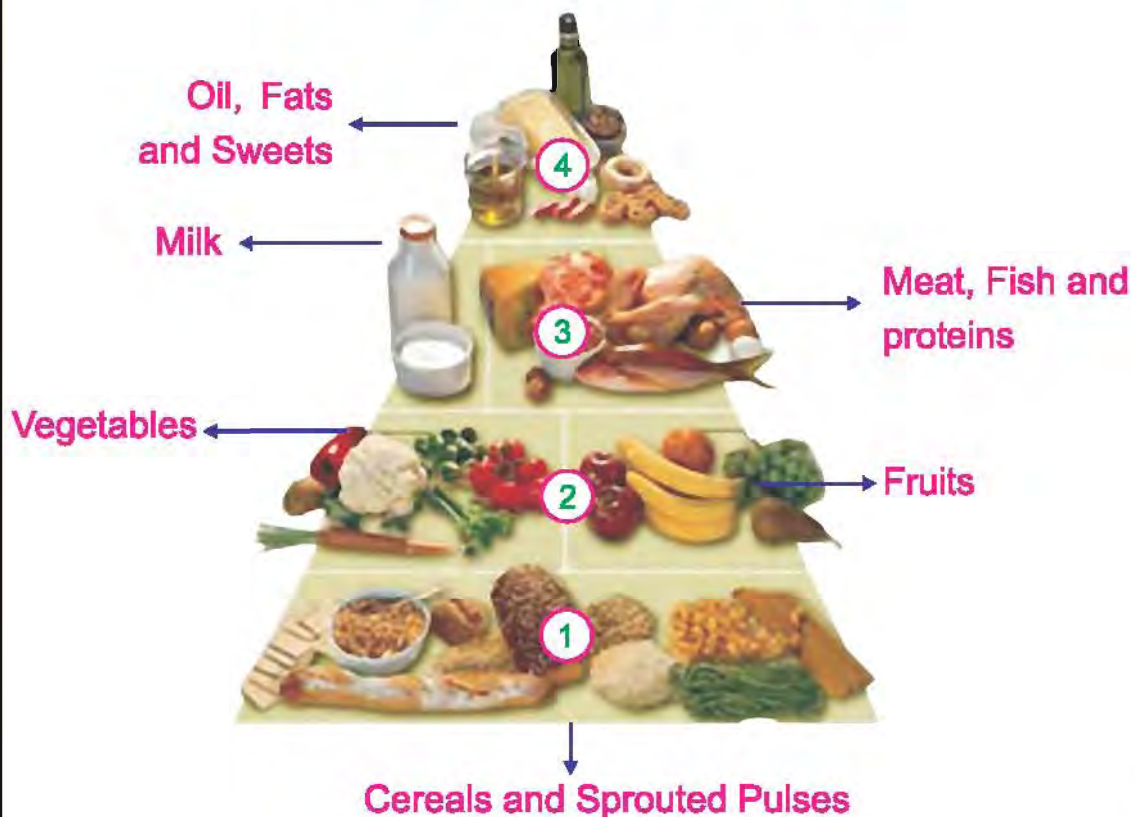 Oil, Fats
and Sweets
4
Milk
Meat, Fish and
proteins
3
Vegetables
2
Fruits
1
Cereals and Sprouted Pulses